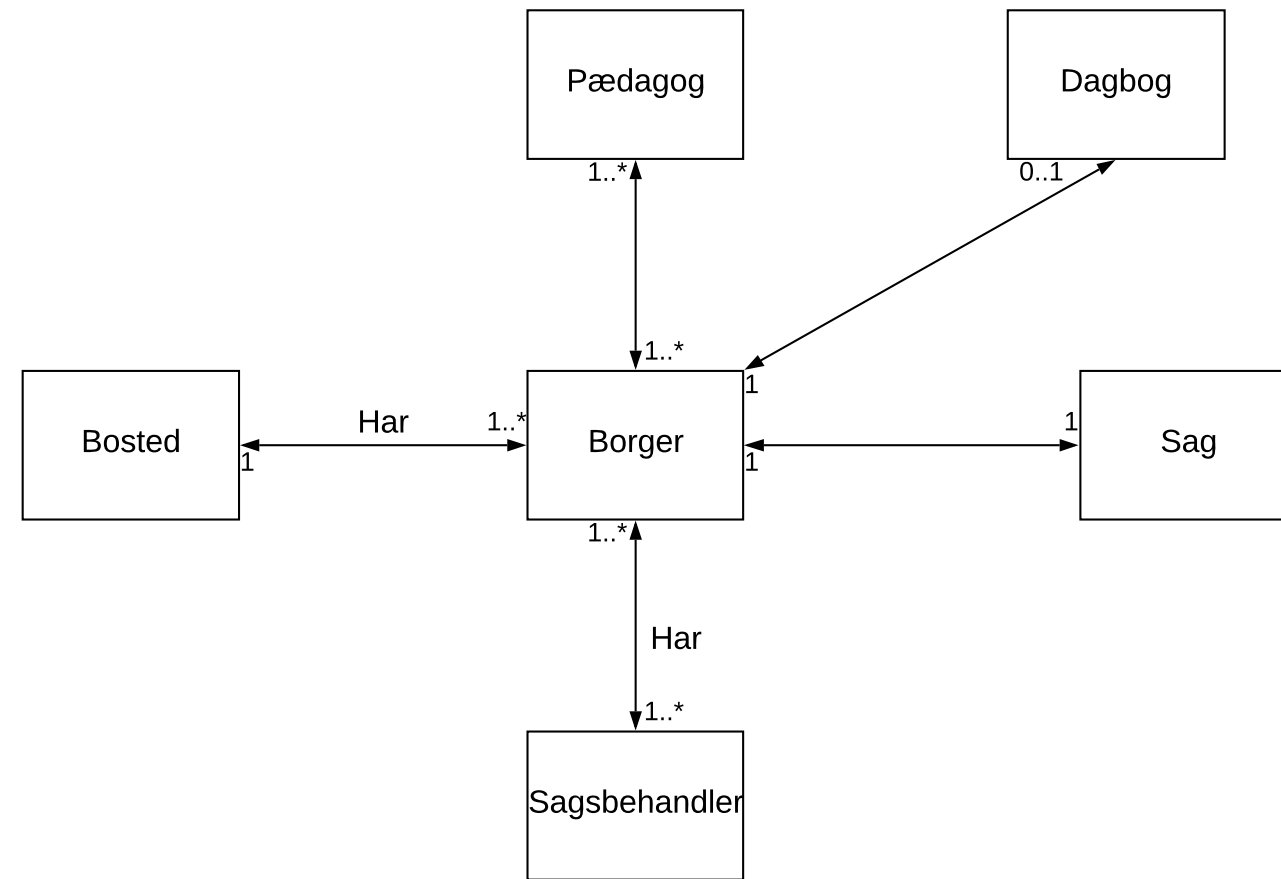 Pædagog
Dagbog
1..*
0..1
1..*
1
Bosted
Har
1..*
1
Borger
1
1
Sag
1..*
Har
1..*
Sagsbehandler